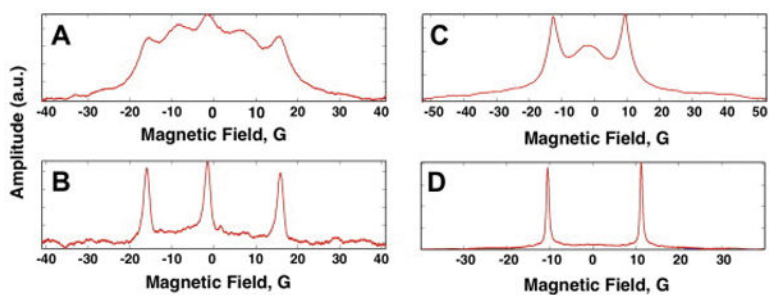 Amplitude (a.u.)
A
-40 -30 -20 -10 0 10 20 30 40
Magnetic Field, G
B
-40 -30 -20 -10 0 10 20 30 40
Magnetic Field, G
C
-50 -40 -30 -20 -10 0 10 20 30 40 50
Magnetic Field, G
D
-30 -20 -10 0 10 20 30
Magnetic Field, G